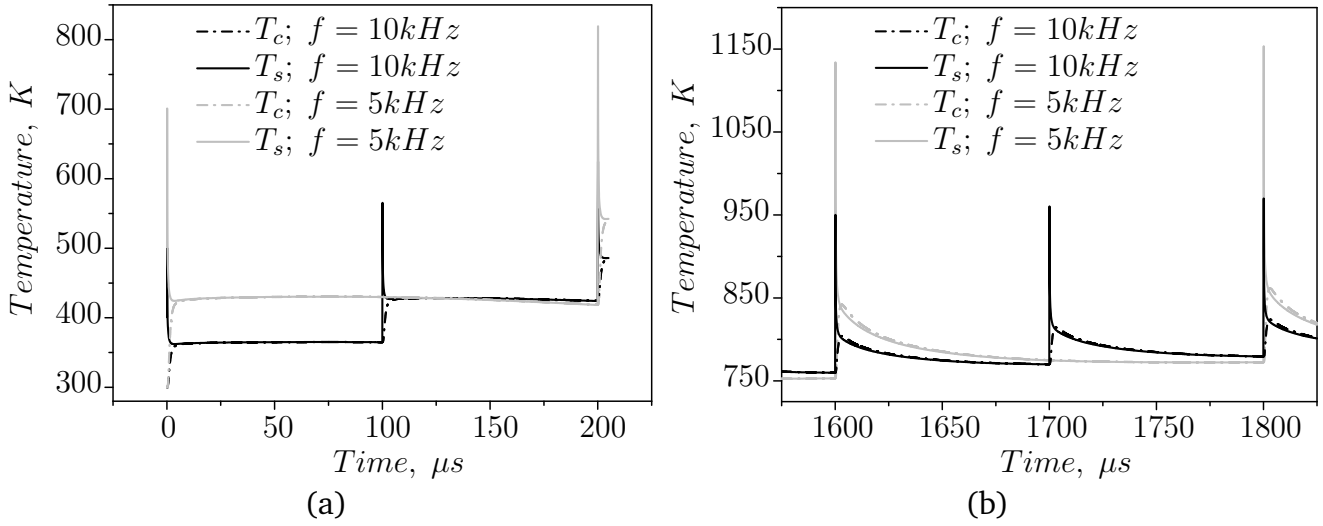 800
700
600
500
400
300
0
50
100
150
200
Temperature, K
Time, μs
T_c; f = 10kHz
T_s; f = 10kHz
T_c; f = 5kHz
T_s; f = 5kHz
(a)
1150
1050
950
850
750
1600
1650
1700
1750
1800
Temperature, K
Time, μs
T_c; f = 10kHz
T_s; f = 10kHz
T_c; f = 5kHz
T_s; f = 5kHz
(b)